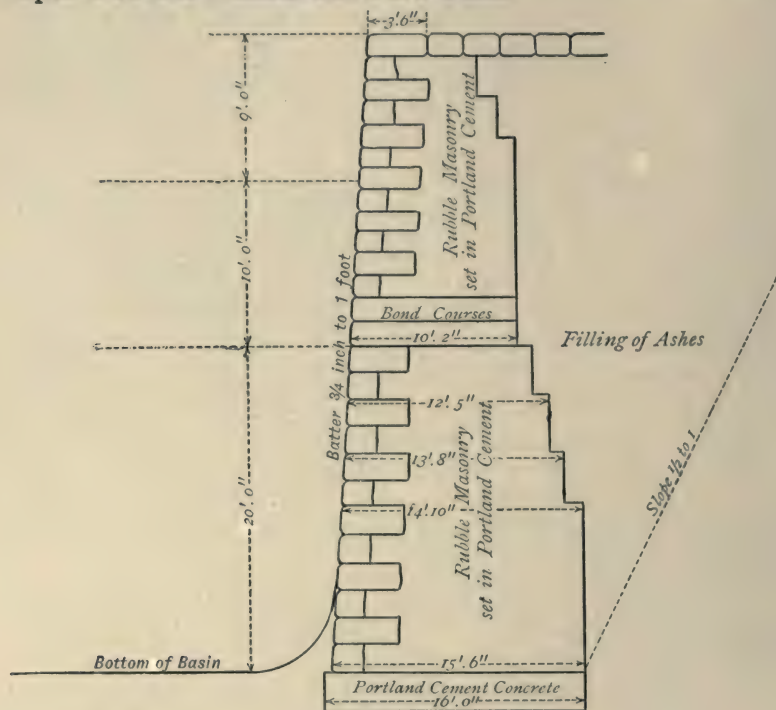 3'.6"
9'.0"
10'.0"
20'.0"
Batter 3/4 inch to 1 foot
Rubble Masonry
set in Portland Cement
Bond Courses
10'.2"
Filling of Ashes
12'.5"
13'.8"
14'.10"
Rubble Masonry
set in Portland Cement
Slope 1/2 to 1
Bottom of Basin
15'.6"
Portland Cement Concrete
16'.0"